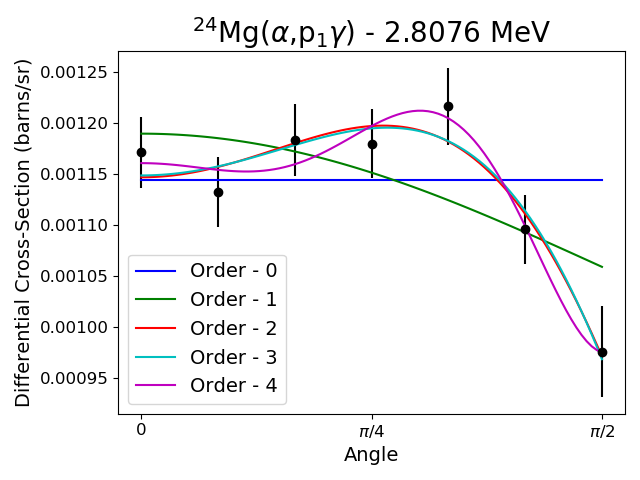 ²⁴Mg(α,p₁γ) - 2.8076 MeV
Differential Cross-Section (barns/sr)
0.00125
0.00120
0.00115
0.00110
0.00105
0.00100
0.00095
Order - 0
Order - 1
Order - 2
Order - 3
Order - 4
0
π/4
π/2
Angle